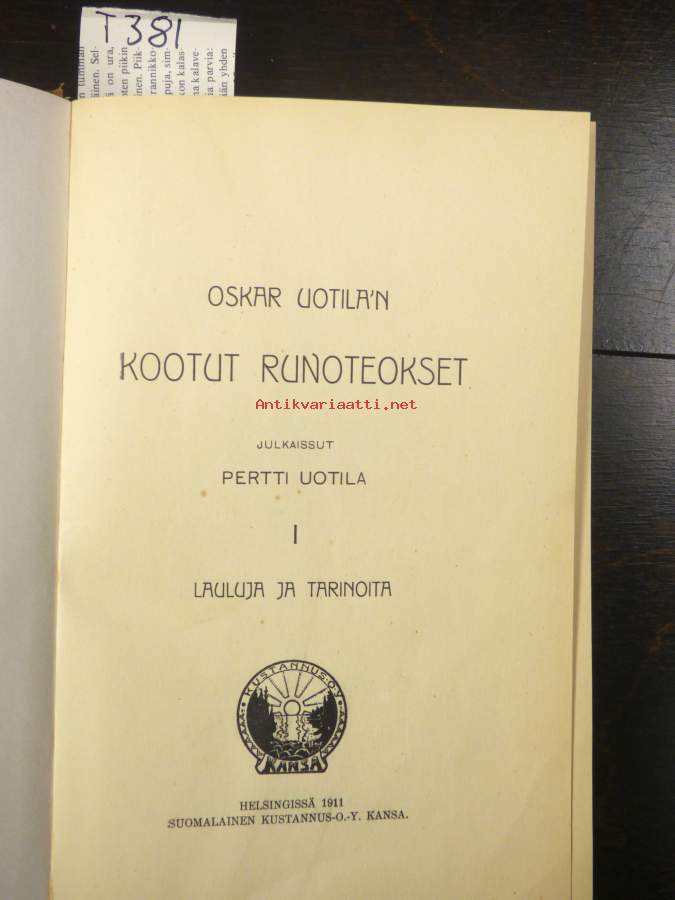 T381
OSKAR UOTILA'N
KOOTUT RUNOTEOKSET
Antikvariaatti.net
JULKAISSUT
PERTTI UOTILA
I
LAULUJA JA TARINOITA
KUSTANNUS-OY
KANSA
HELSINGISSÄ 1911
SUOMALAINEN KUSTANNUS-O.-Y. KANSA.